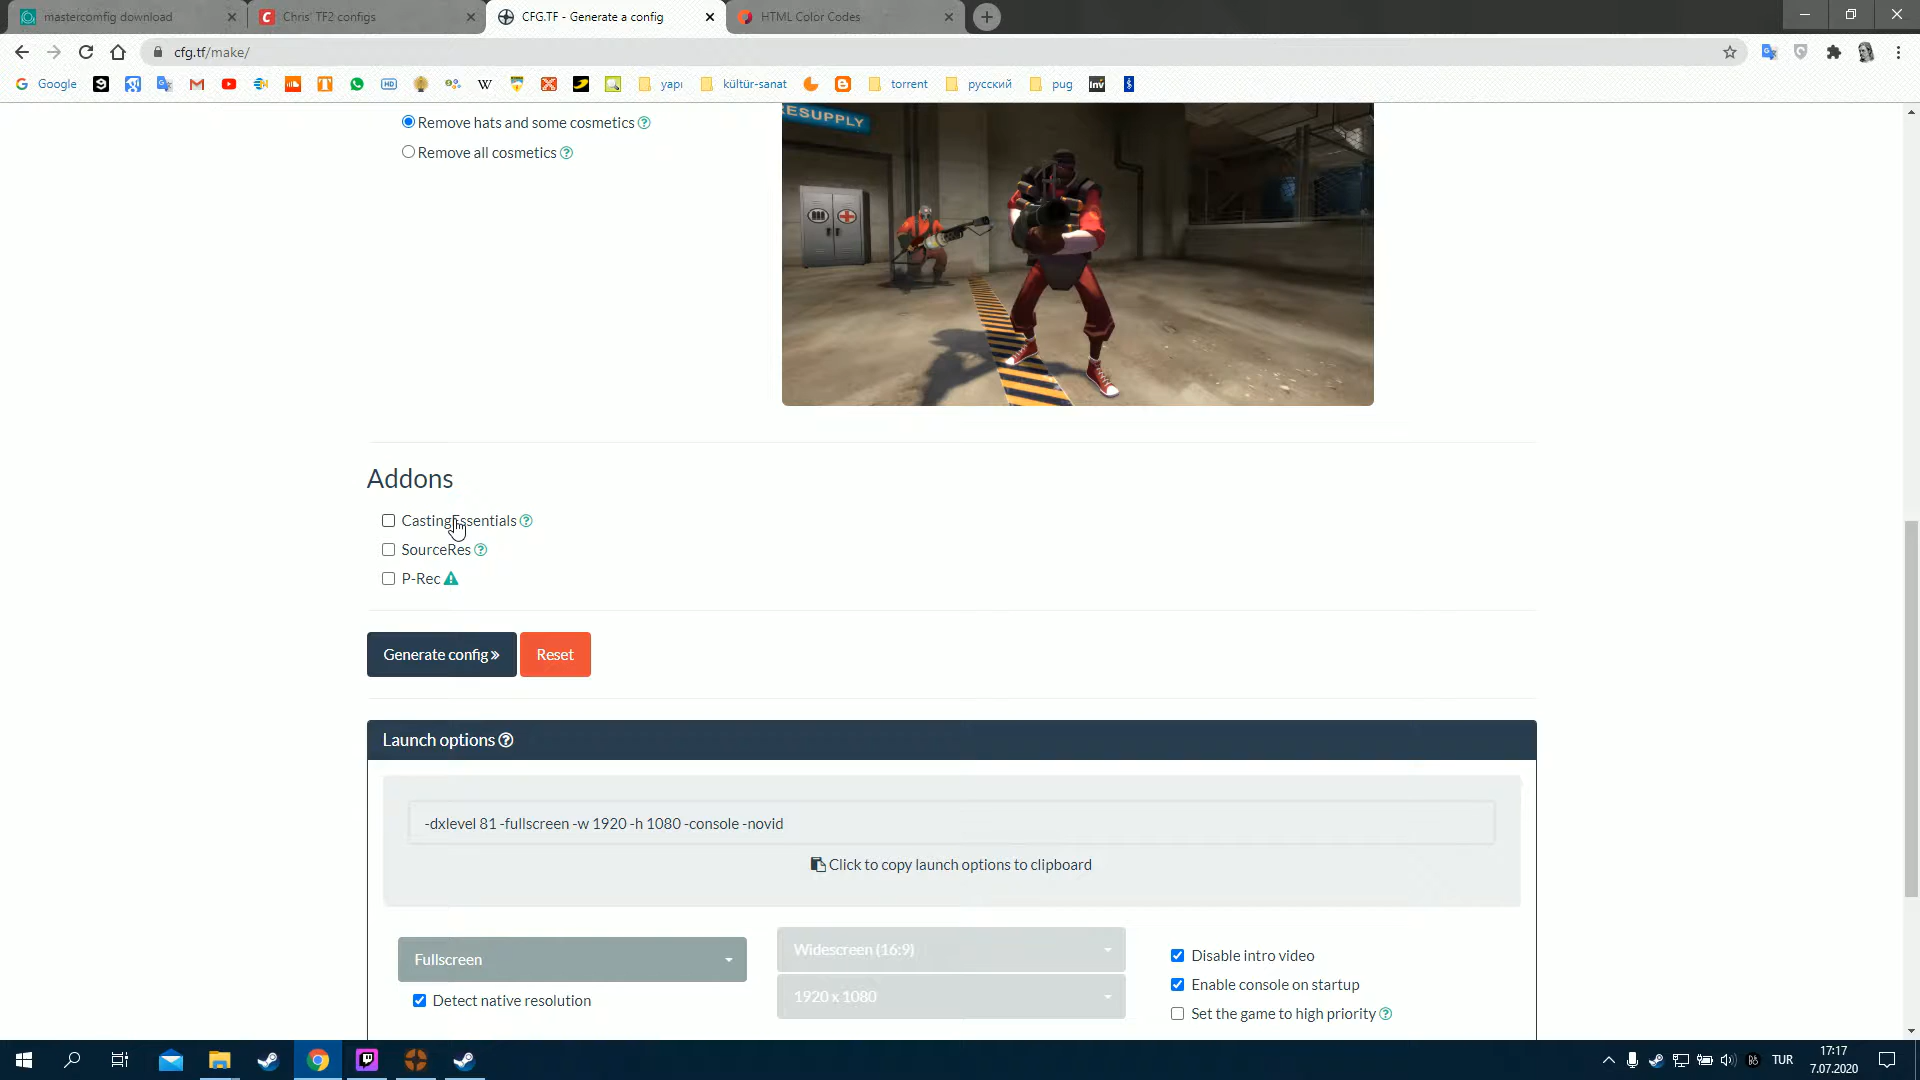 mastercomfig download
Chris' TF2 configs
CFG.TF - Generate a config
HTML Color Codes
cfg.tf/make/
Google
yapı
kültür-sanat
torrent
русский
pug
Inv
Remove hats and some cosmetics
Remove all cosmetics
RESUPPLY
Addons
CastingEssentials
SourceRes
P-Rec
Generate config »
Reset
Launch options
-dxlevel 81 -fullscreen -w 1920 -h 1080 -console -novid
Click to copy launch options to clipboard
Fullscreen
Detect native resolution
Widescreen (16:9)
1920 x 1080
Disable intro video
Enable console on startup
Set the game to high priority
TUR
17:17
7.07.2020